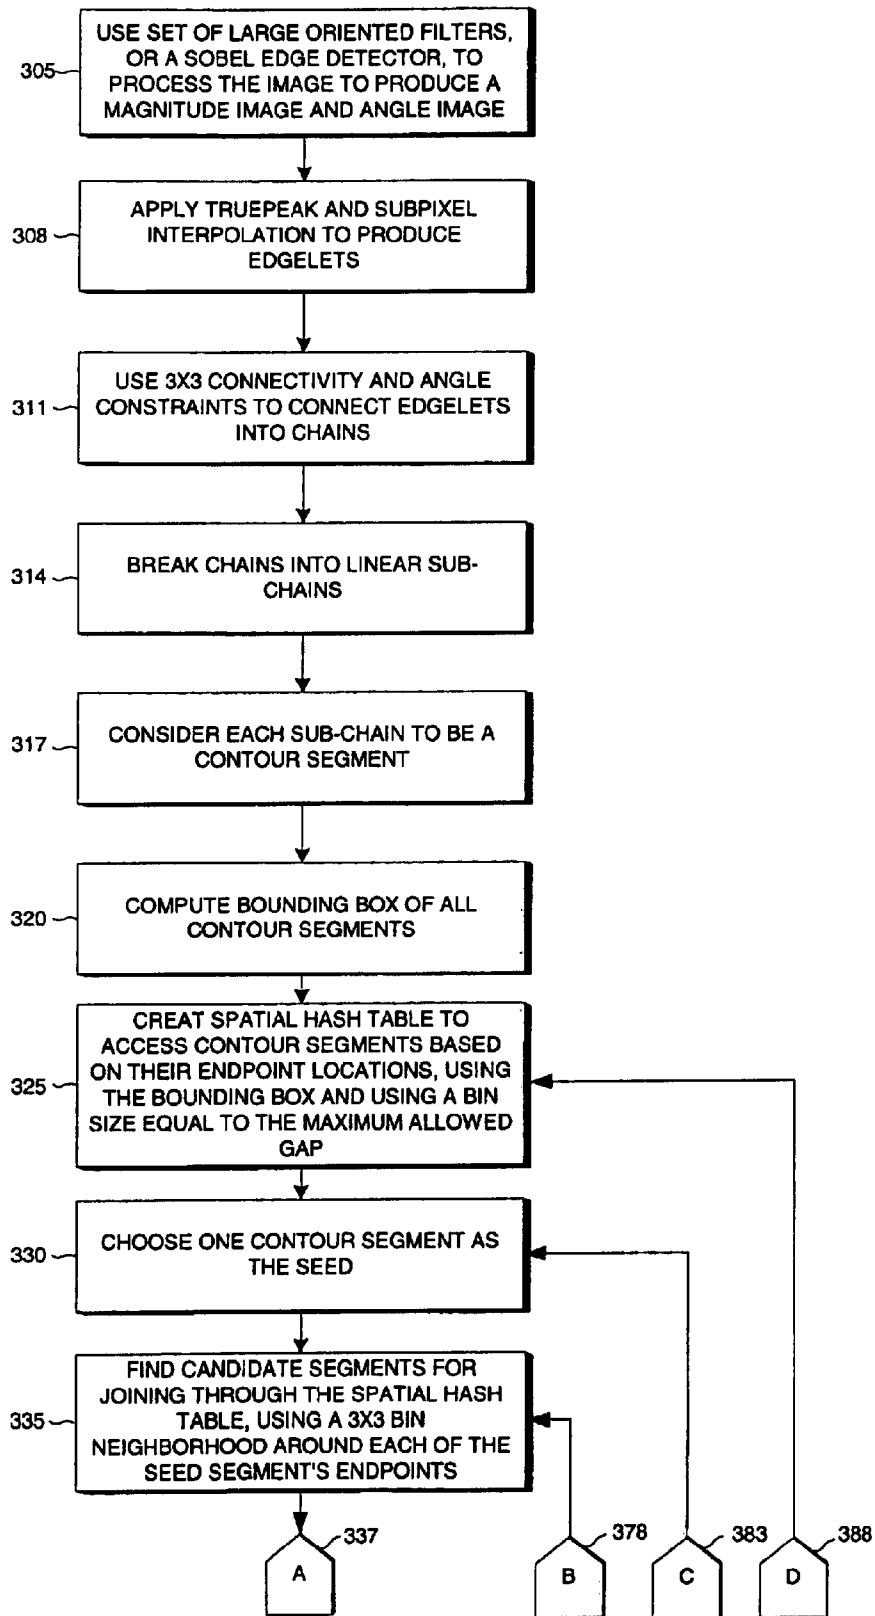 USE SET OF LARGE ORIENTED FILTERS,
OR A SOBEL EDGE DETECTOR, TO
PROCESS THE IMAGE TO PRODUCE A
MAGNITUDE IMAGE AND ANGLE IMAGE
305
APPLY TRUEPEAK AND SUBPIXEL
INTERPOLATION TO PRODUCE
EDGELETS
308
USE 3X3 CONNECTIVITY AND ANGLE
CONSTRAINTS TO CONNECT EDGELETS
INTO CHAINS
311
BREAK CHAINS INTO LINEAR SUB-
CHAINS
314
CONSIDER EACH SUB-CHAIN TO BE A
CONTOUR SEGMENT
317
COMPUTE BOUNDING BOX OF ALL
CONTOUR SEGMENTS
320
CREAT SPATIAL HASH TABLE TO
ACCESS CONTOUR SEGMENTS BASED
ON THEIR ENDPOINT LOCATIONS, USING
THE BOUNDING BOX AND USING A BIN
SIZE EQUAL TO THE MAXIMUM ALLOWED
GAP
325
CHOOSE ONE CONTOUR SEGMENT AS
THE SEED
330
FIND CANDIDATE SEGMENTS FOR
JOINING THROUGH THE SPATIAL HASH
TABLE, USING A 3X3 BIN
NEIGHBORHOOD AROUND EACH OF THE
SEED SEGMENT'S ENDPOINTS
335
337
A
378
B
383
C
388
D